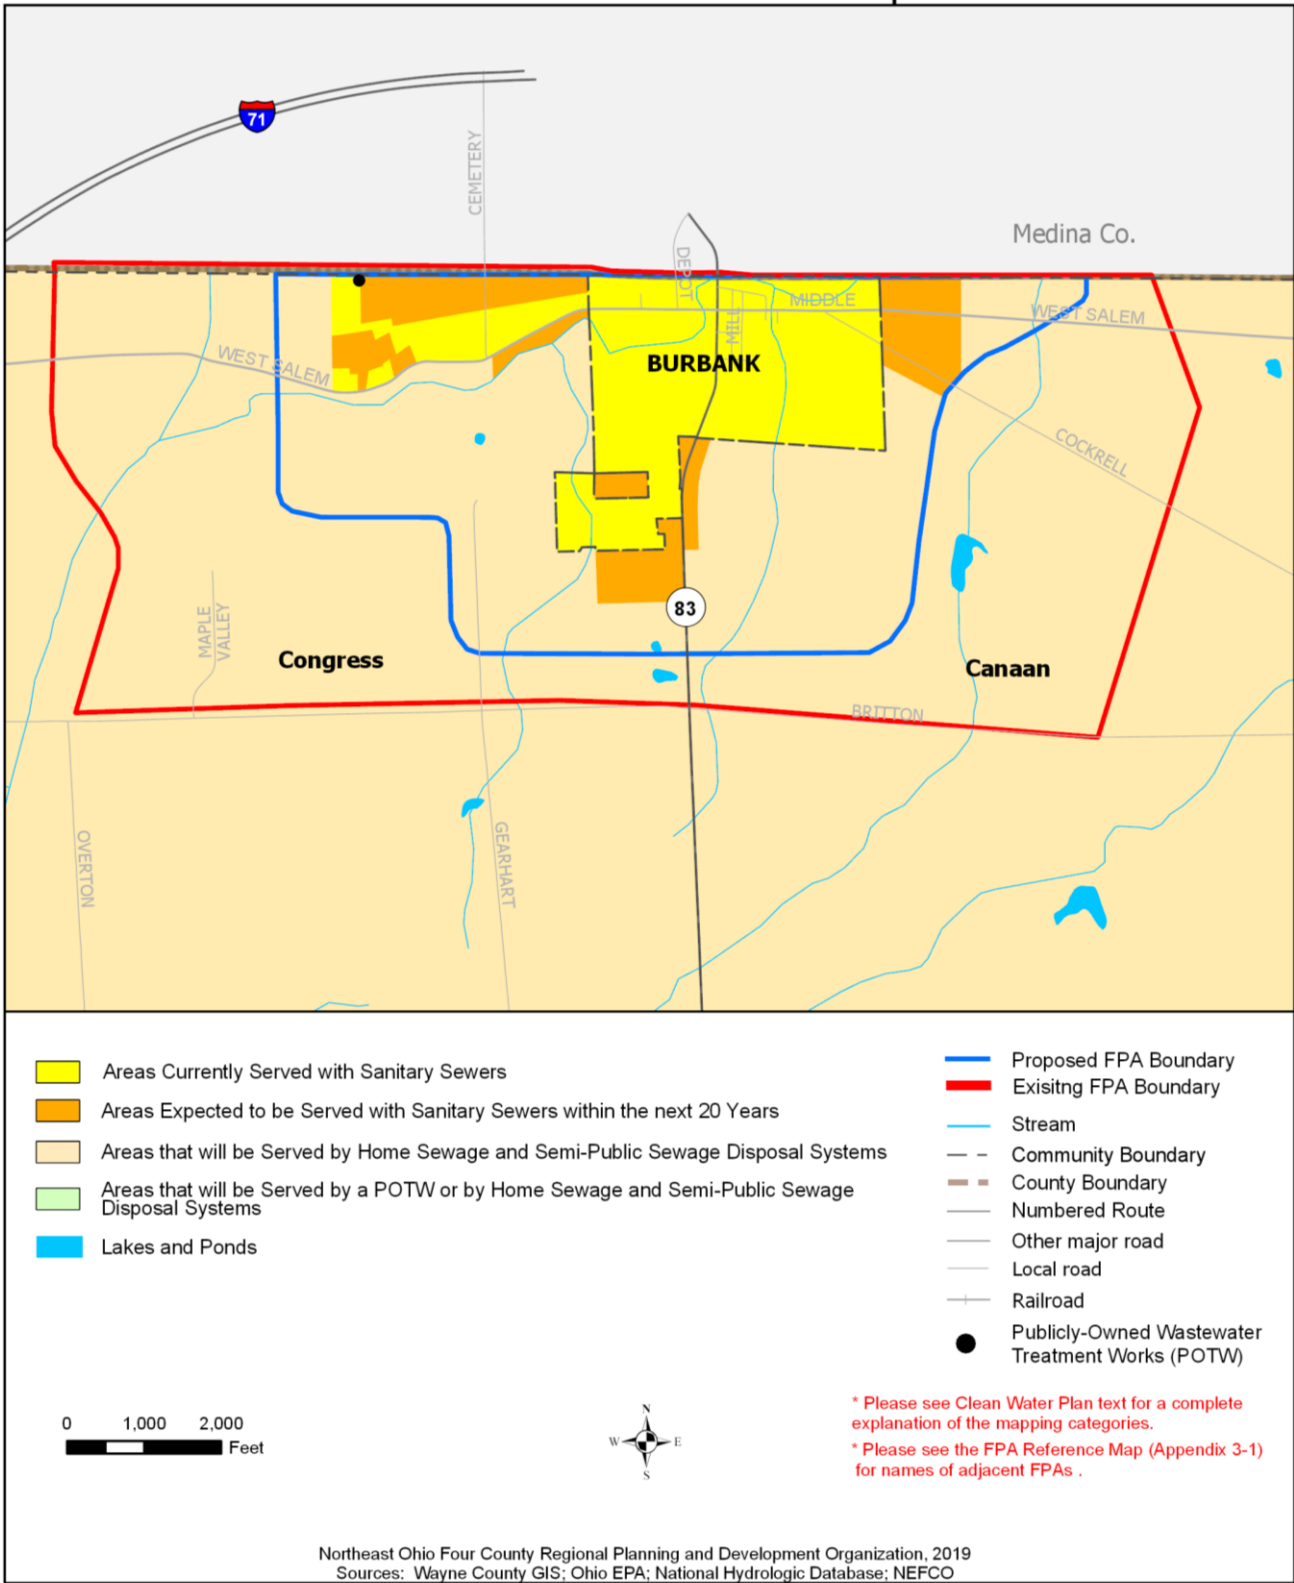 71
CEMETERY
Medina Co.
DEPOT
MIDDLE
WEST SALEM
MILL
WEST SALEM
BURBANK
COCKRELL
83
MAPLE
VALLEY
Congress
Canaan
BRITTON
OVERTON
GEARHART
Areas Currently Served with Sanitary Sewers
Areas Expected to be Served with Sanitary Sewers within the next 20 Years
Areas that will be Served by Home Sewage and Semi-Public Sewage Disposal Systems
Areas that will be Served by a POTW or by Home Sewage and Semi-Public Sewage
Disposal Systems
Lakes and Ponds
Proposed FPA Boundary
Exisitng FPA Boundary
Stream
Community Boundary
County Boundary
Numbered Route
Other major road
Local road
Railroad
Publicly-Owned Wastewater
Treatment Works (POTW)
0 1,000 2,000
Feet
N
W E
S
* Please see Clean Water Plan text for a complete
explanation of the mapping categories.
* Please see the FPA Reference Map (Appendix 3-1)
for names of adjacent FPAs .
Northeast Ohio Four County Regional Planning and Development Organization, 2019
Sources: Wayne County GIS; Ohio EPA; National Hydrologic Database; NEFCO